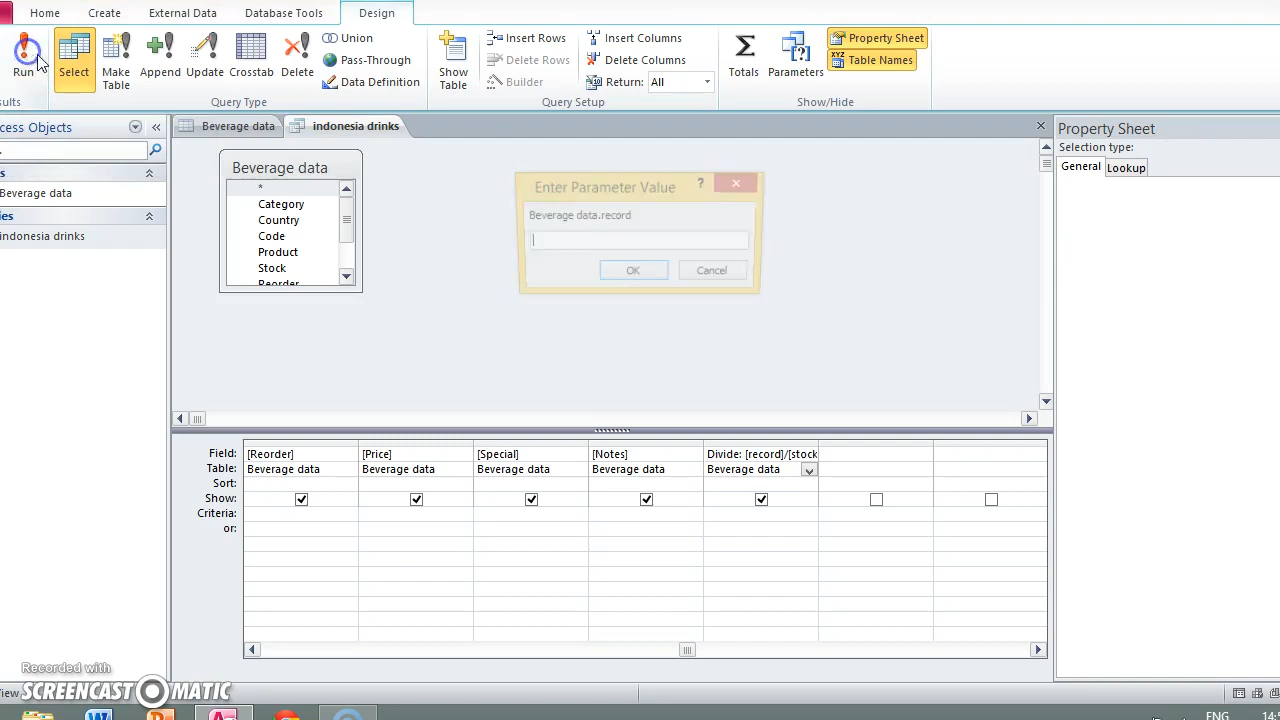 Home Create External Data Database Tools Design
Run
Select
Make
Table
Append
Update
Crosstab
Delete
Union
Pass-Through
Data Definition
Show
Table
Insert Rows
Delete Rows
Builder
Insert Columns
Delete Columns
Return: All
Totals
Parameters
Property Sheet
XYZ Table Names
sults
Query Type
Query Setup
Show/Hide
cess Objects
s
Beverage data
ies
indonesia drinks
Beverage data
indonesia drinks
Beverage data
*
Category
Country
Code
Product
Stock
Reorder
Enter Parameter Value ?
Beverage data.record
OK Cancel
Property Sheet
Selection type:
General Lookup
Field: [Reorder] [Price] [Special] [Notes] Divide: [record]/[stock
Table: Beverage data Beverage data Beverage data Beverage data Beverage data
Sort:
Show:
Criteria:
or:
Recorded with
SCREENCAST MATIC
View
ENG